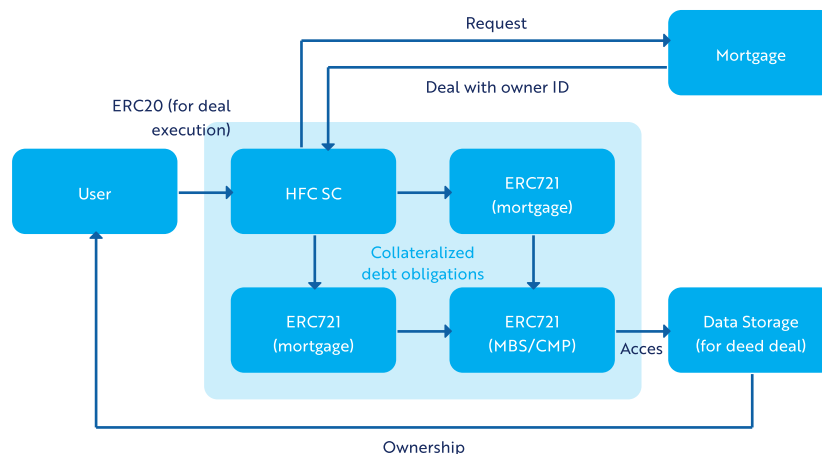 Request
Mortgage
Deal with owner ID
ERC20 (for deal
execution)
User
HFC SC
ERC721
(mortgage)
Collateralized
debt obligations
ERC721
(mortgage)
ERC721
(MBS/CMP)
Acces
Data Storage
(for deed deal)
Ownership